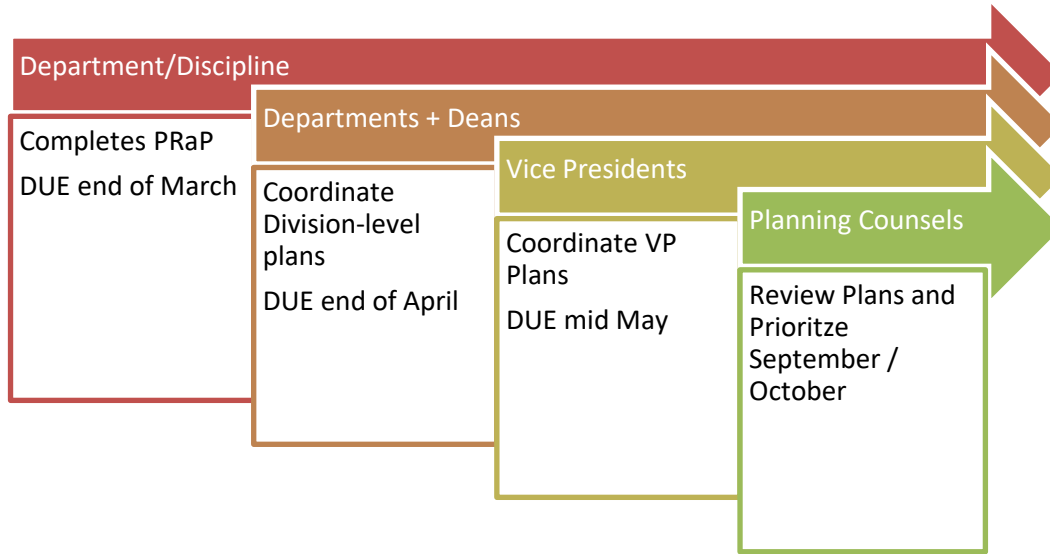 Department/Discipline
Completes PRaP
DUE end of March
Departments + Deans
Coordinate
Division-level
plans
DUE end of April
Vice Presidents
Coordinate VP
Plans
DUE mid May
Planning Counsels
Review Plans and
Prioritze
September /
October